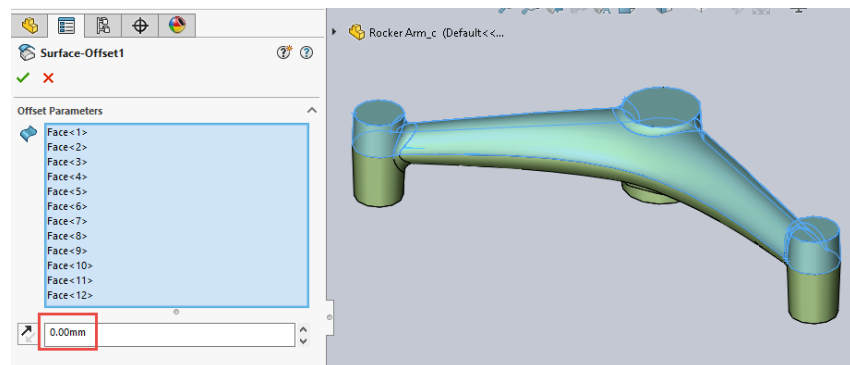 Surface-Offset1
Offset Parameters
Face<1>
Face<2>
Face<3>
Face<4>
Face<5>
Face<6>
Face<7>
Face<8>
Face<9>
Face<10>
Face<11>
Face<12>
0.00mm
Rocker Arm_c (Default<<...